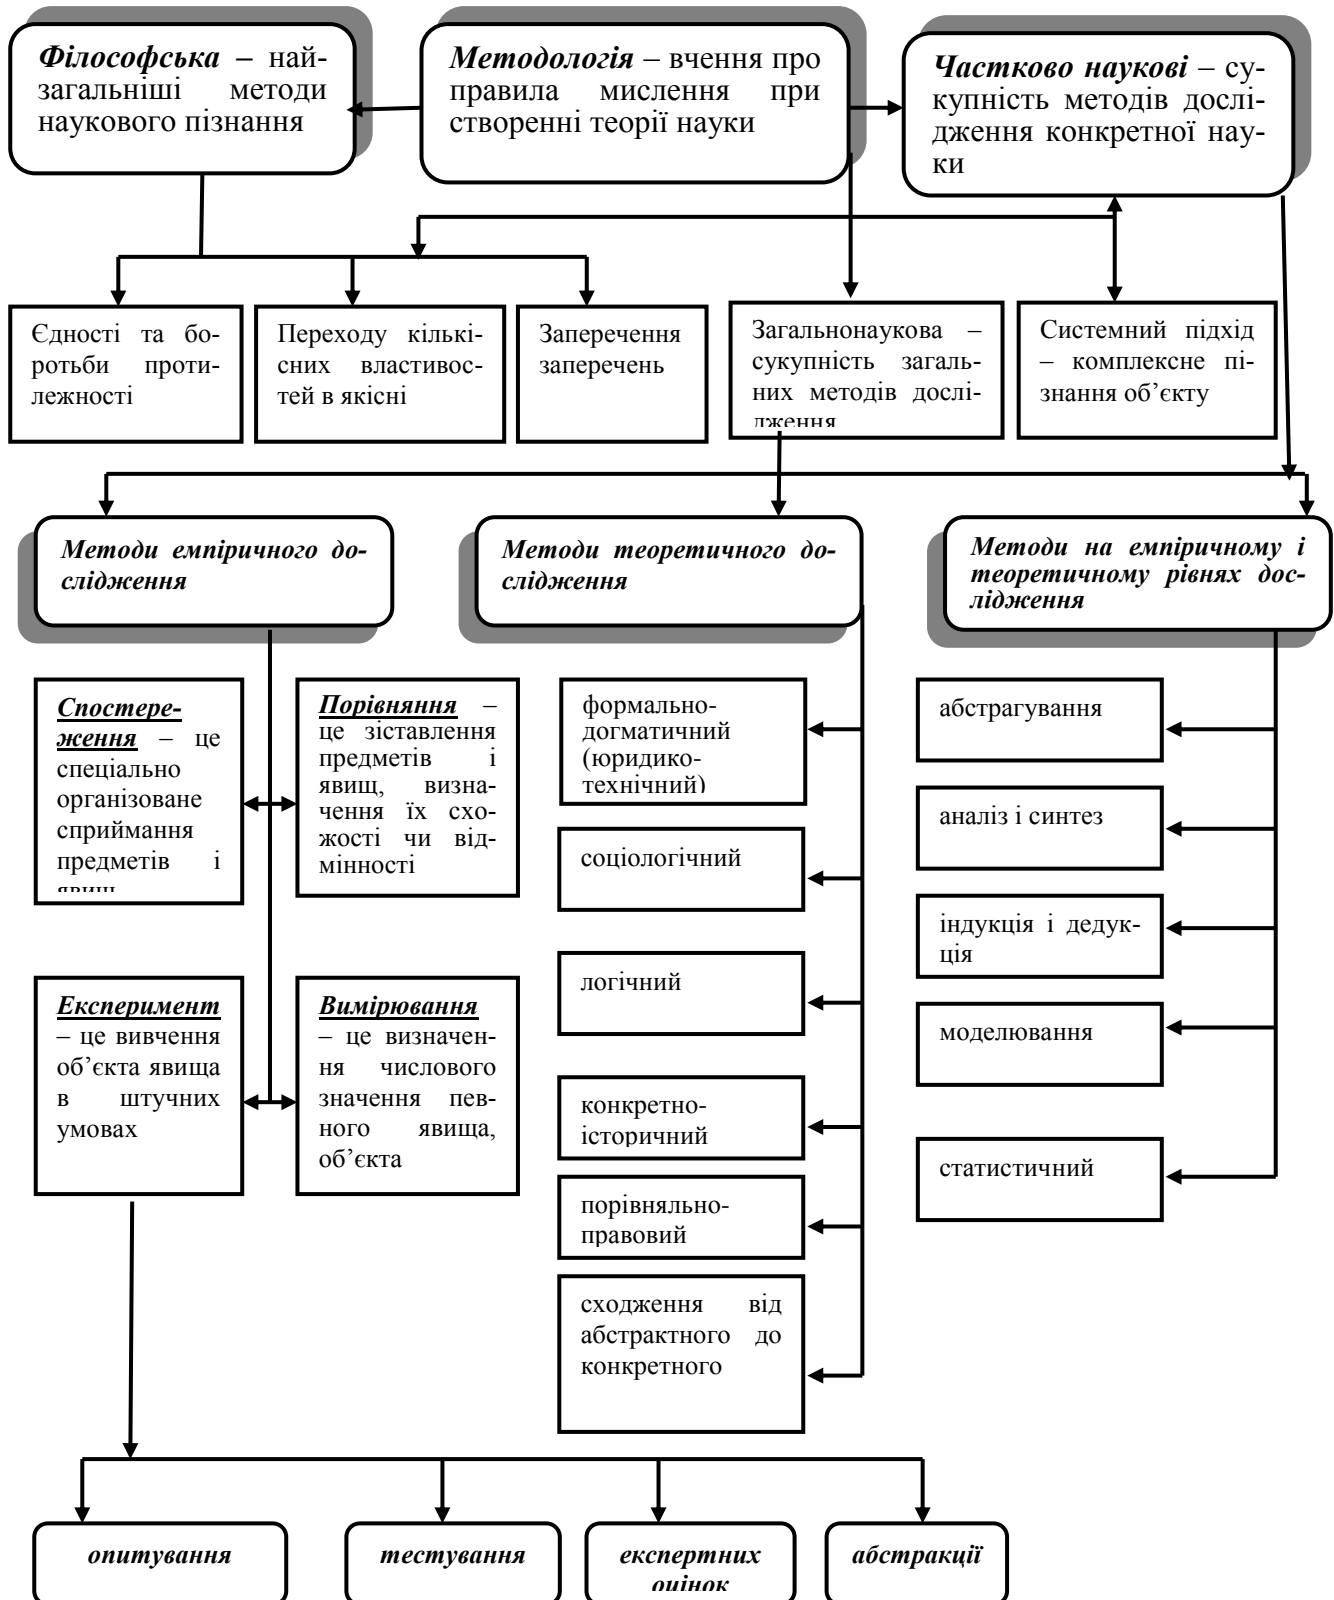 Філософська – най-
загальніші методи
наукового пізнання
Методологія – вчення про
правила мислення при
створенні теорії науки
Частково наукові – су-
купність методів дослі-
дження конкретної нау-
ки
Єдності та бо-
ротьби проти-
лежності
Переходу кількі-
сних властивос-
тей в якісні
Заперечення
заперечень
Загальнонаукова –
сукупність загаль-
них методів дослі-
дження
Системний підхід
– комплексне пі-
знання об’єкту
Методи емпіричного до-
слідження
Методи теоретичного до-
слідження
Методи на емпіричному і
теоретичному рівнях дос-
лідження
Спостере-
ження – це
спеціально
організоване
сприймання
предметів і
явищ
Порівняння –
це зіставлення
предметів і
явищ, визна-
чення їх схо-
жості чи від-
мінності
Експеримент
– це вивчення
об’єкта явища
в штучних
умовах
Вимірювання
– це визначен-
ня числового
значення пев-
ного явища,
об’єкта
формально-
догматичний
(юридико-
технічний)
соціологічний
логічний
конкретно-
історичний
порівняльно-
правовий
сходження від
абстрактного до
конкретного
абстрагування
аналіз і синтез
індукція і дедук-
ція
моделювання
статистичний
опитування
тестування
експертних
оцінок
абстракції